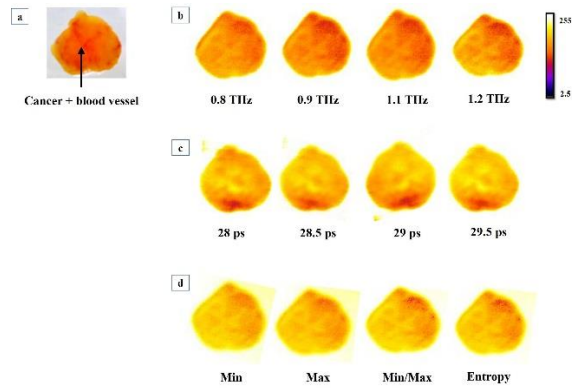 a
Cancer + blood vessel
b
0.8 THz 0.9 THz 1.1 THz 1.2 THz
255
2.5
c
28 ps 28.5 ps 29 ps 29.5 ps
d
Min Max Min/Max Entropy